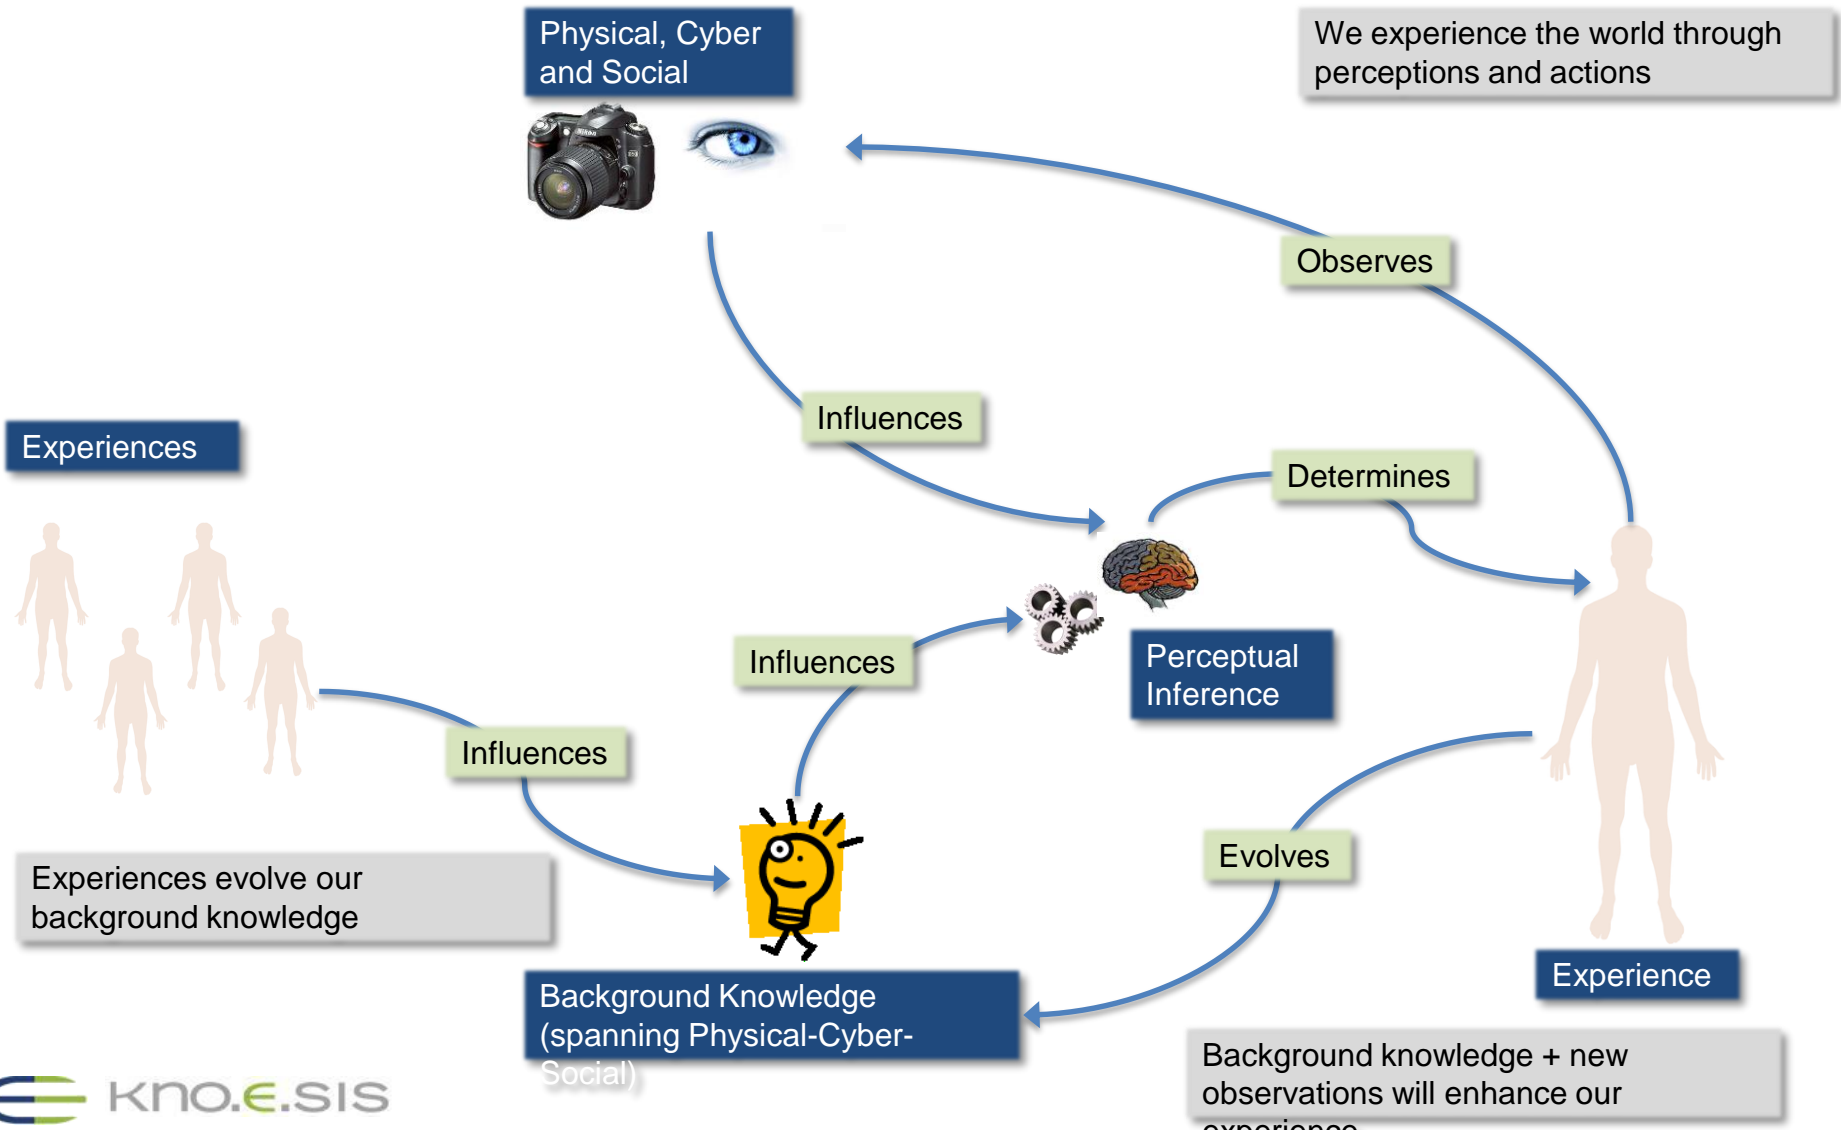 Physical, Cyber
and Social
We experience the world through
perceptions and actions
Nikon
Observes
Influences
Experiences
Determines
Influences
Perceptual
Inference
Influences
Evolves
Experiences evolve our
background knowledge
Experience
Background Knowledge
(spanning Physical-Cyber-
Social)
Background knowledge + new
observations will enhance our
experience
kno.e.sis